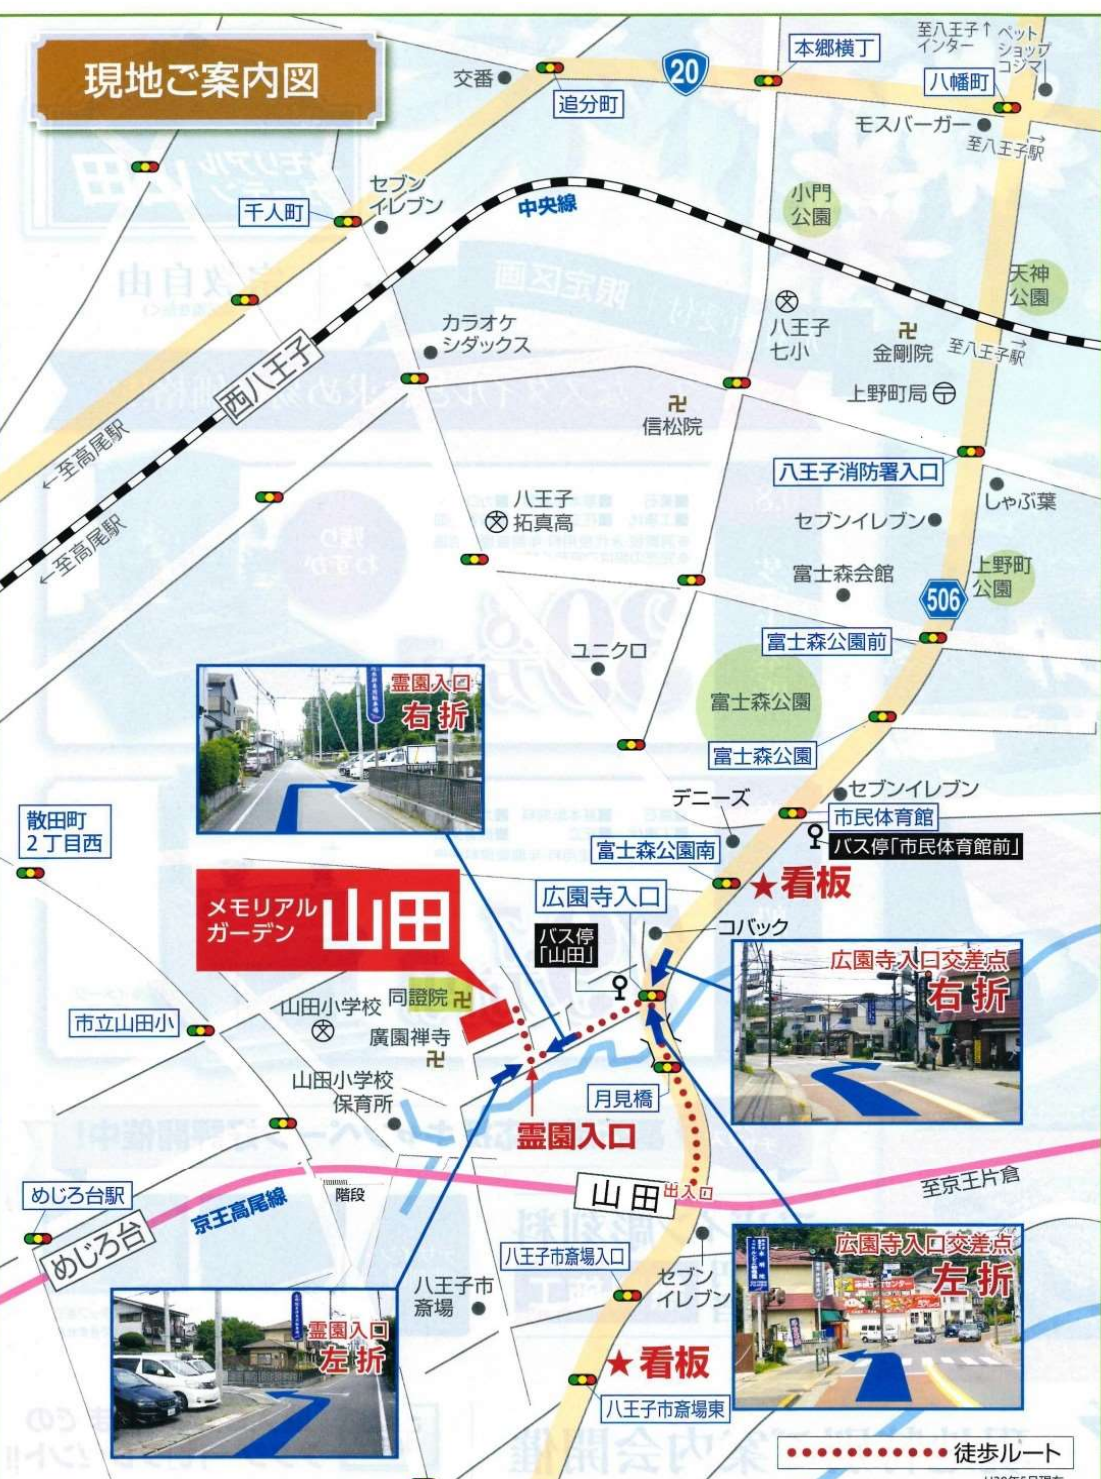 現地ご案内図
至八王子↑
インター
ペット
ショップ
コジマ
本郷横丁
20
交番
追分町
八幡町
モスバーガー
→
至八王子駅
セブン
イレブン
千人町
中央線
小門
公園
天神
公園
八王子
七小
金剛院
→
至八王子駅
カラオケ
シダックス
西八王子
上野町局
信松院
←至高尾駅
八王子消防署入口
しゃぶ葉
八王子
拓真高
セブンイレブン
←至高尾駅
富士森会館
上野町
公園
506
富士森公園前
ユニクロ
霊園入口
右折
富士森公園
富士森公園
デニーズ
セブンイレブン
市民体育館
バス停「市民体育館前」
散田町
2丁目西
富士森公園南
★看板
メモリアル
ガーデン
山田
広園寺入口
コバック
バス停
「山田」
広園寺入口交差点
右折
山田小学校
同證院
市立山田小
廣園禅寺
山田小学校
保育所
月見橋
霊園入口
めじろ台駅
京王高尾線
階段
山田
出入口
至京王片倉
めじろ台
八王子市斎場入口
セブン
イレブン
広園寺入口交差点
左折
八王子市
斎場
霊園入口
左折
★看板
八王子市斎場東
徒歩ルート